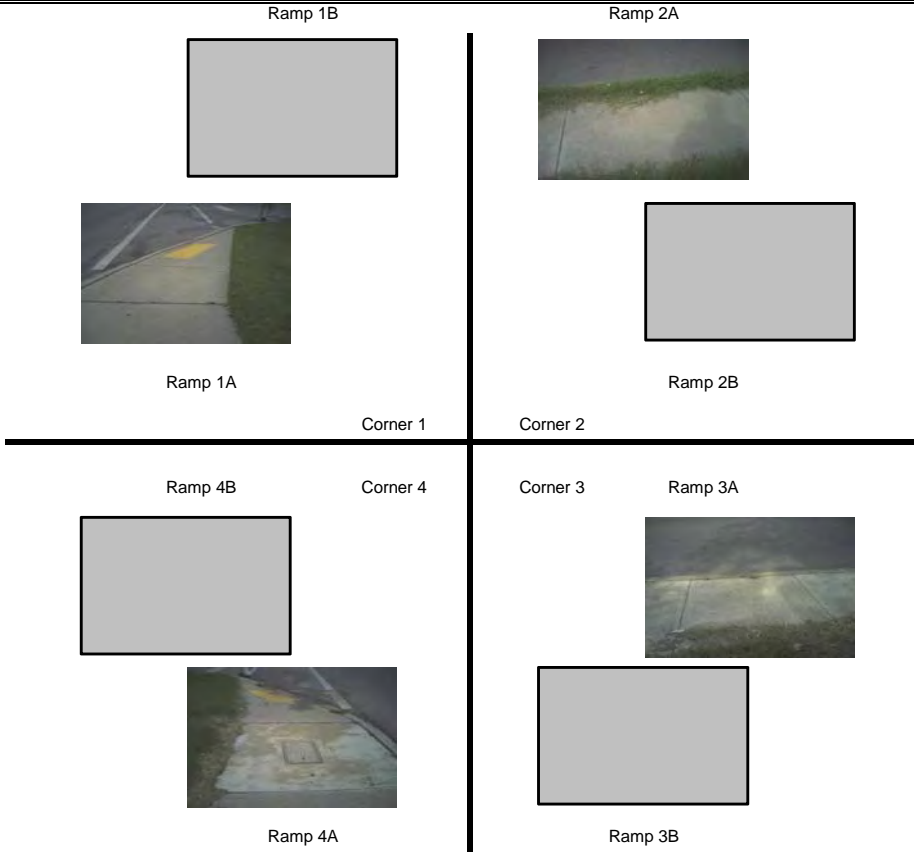 Ramp 1B
Ramp 2A
Ramp 1A
Ramp 2B
Corner 1
Corner 2
Ramp 4B
Corner 4
Corner 3
Ramp 3A
Ramp 4A
Ramp 3B